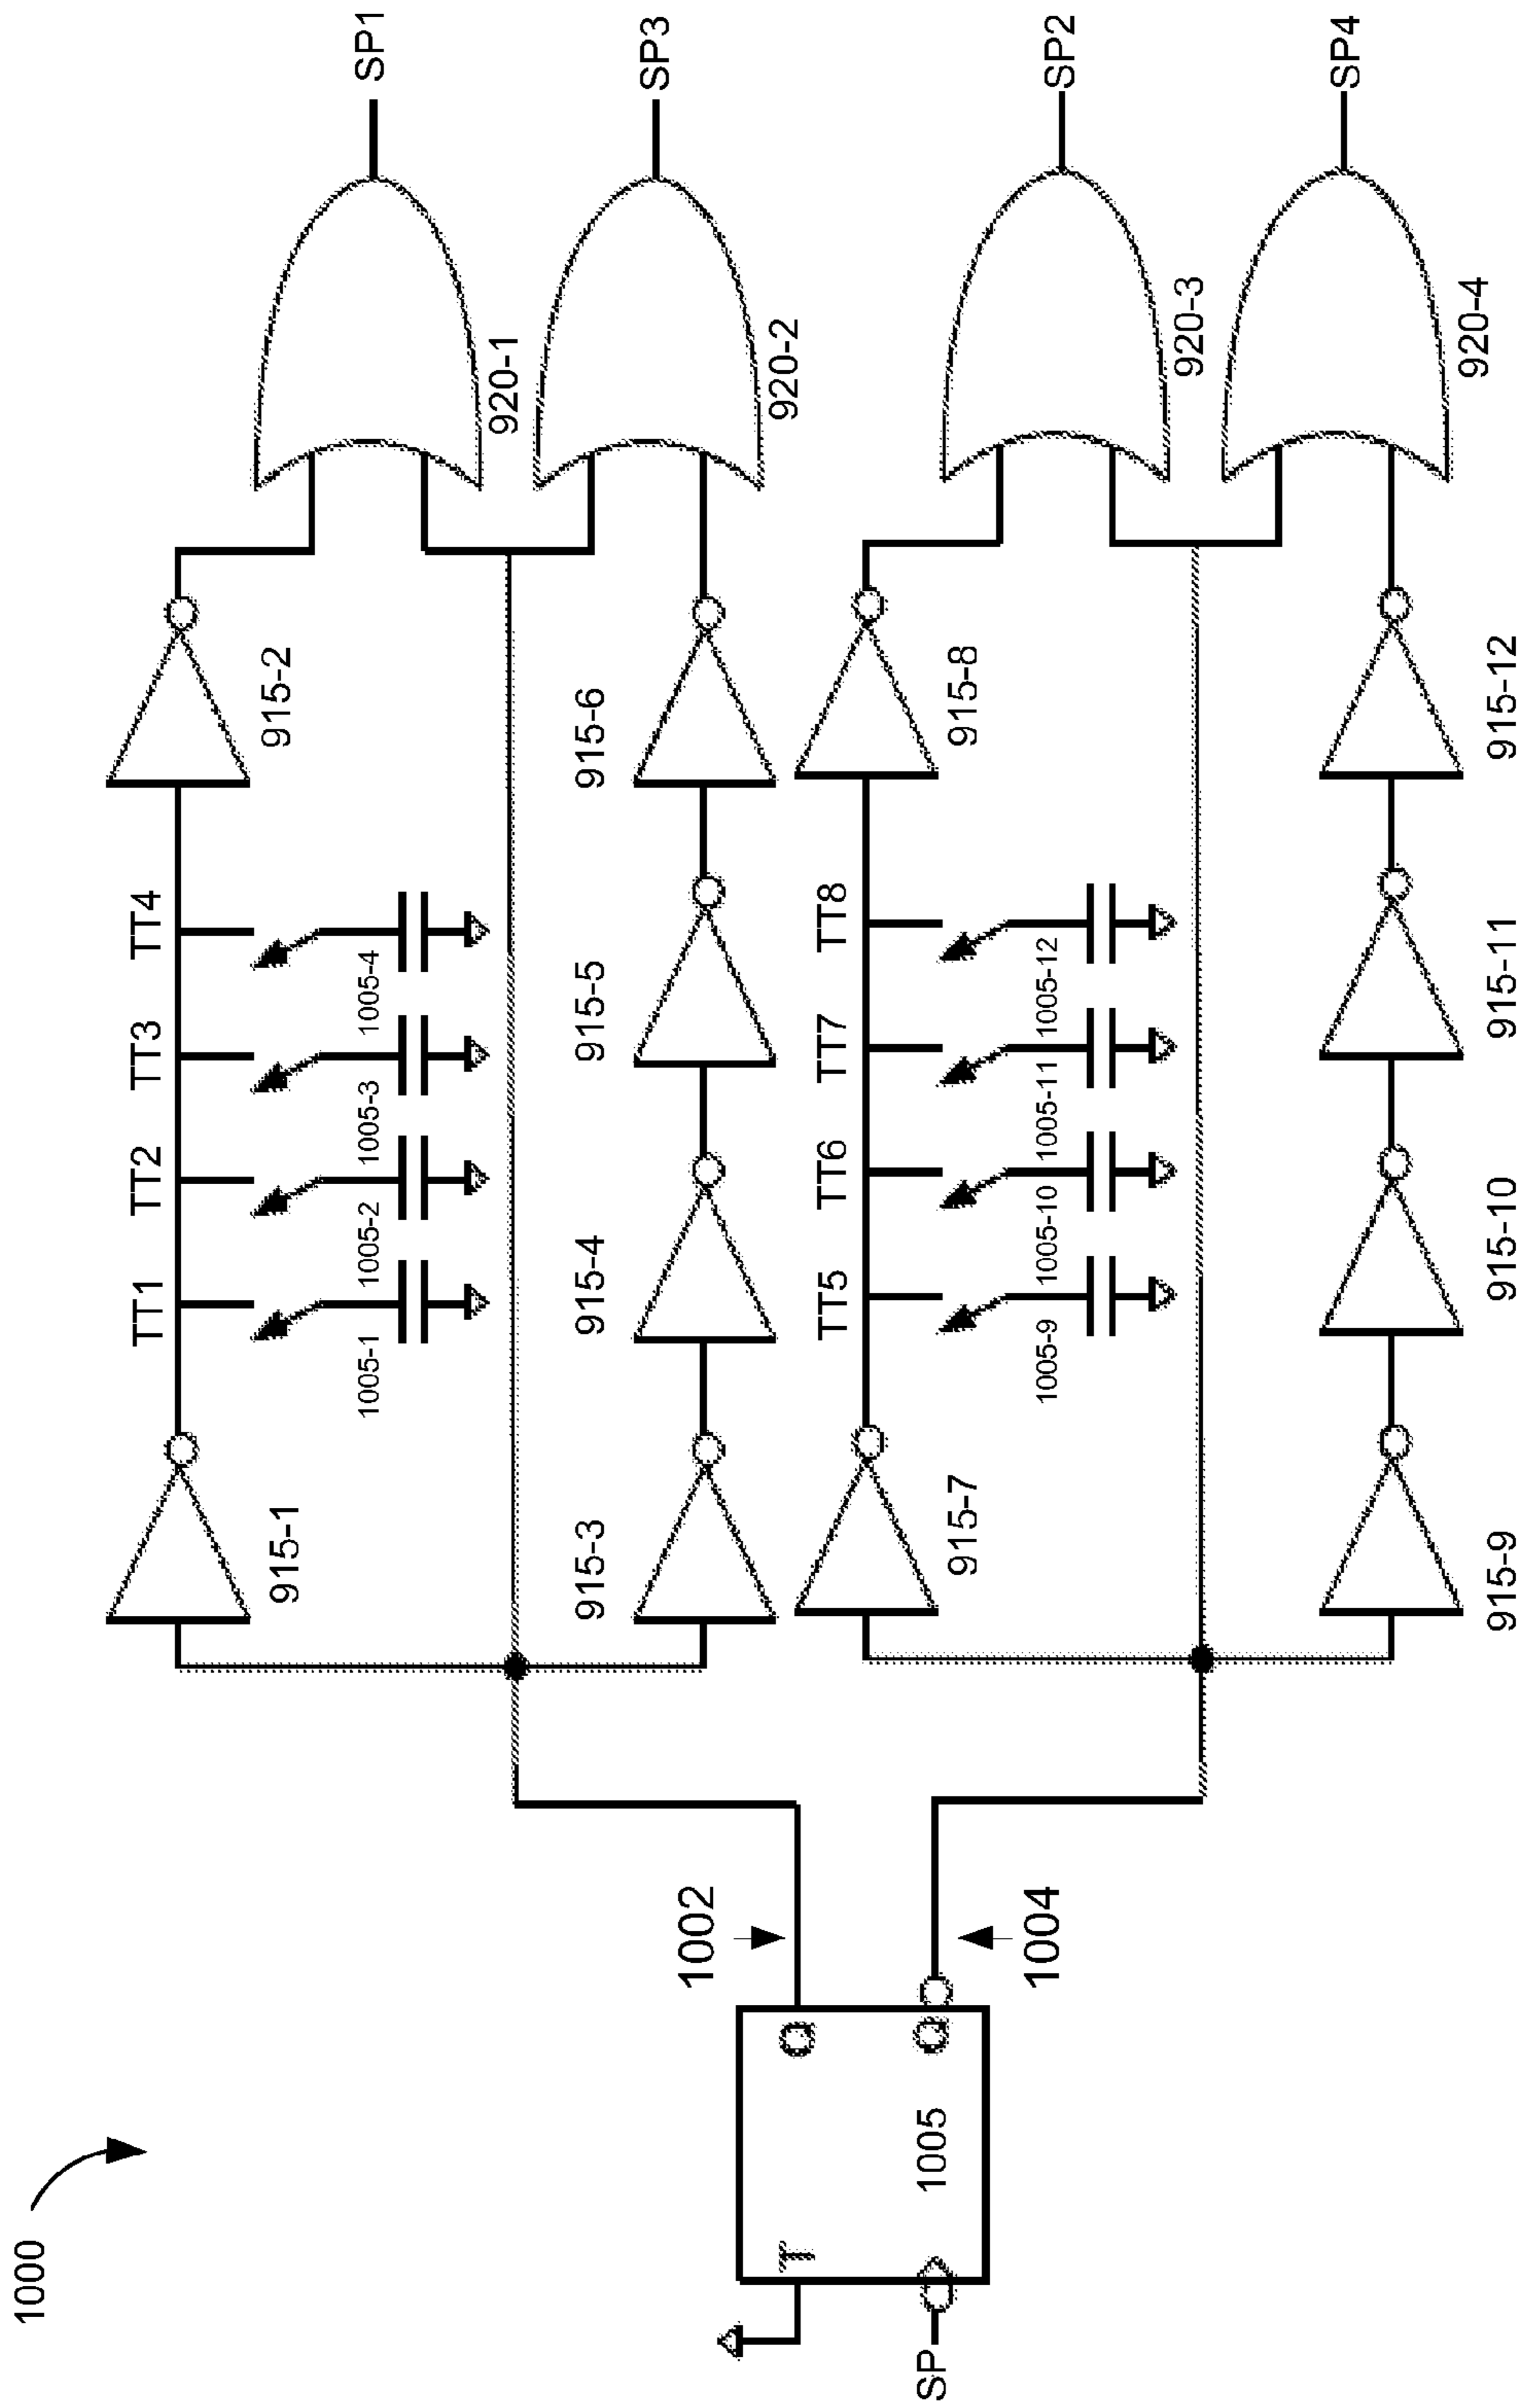 1000
T
Q
Q
1005
SP
1002
1004
915-1
TT1
TT2
TT3
TT4
1005-1
1005-2
1005-3
1005-4
915-2
920-1
SP1
915-3
915-4
915-5
915-6
920-2
SP3
915-7
TT5
TT6
TT7
TT8
1005-9
1005-10
1005-11
1005-12
915-8
920-3
SP2
915-9
915-10
915-11
915-12
920-4
SP4